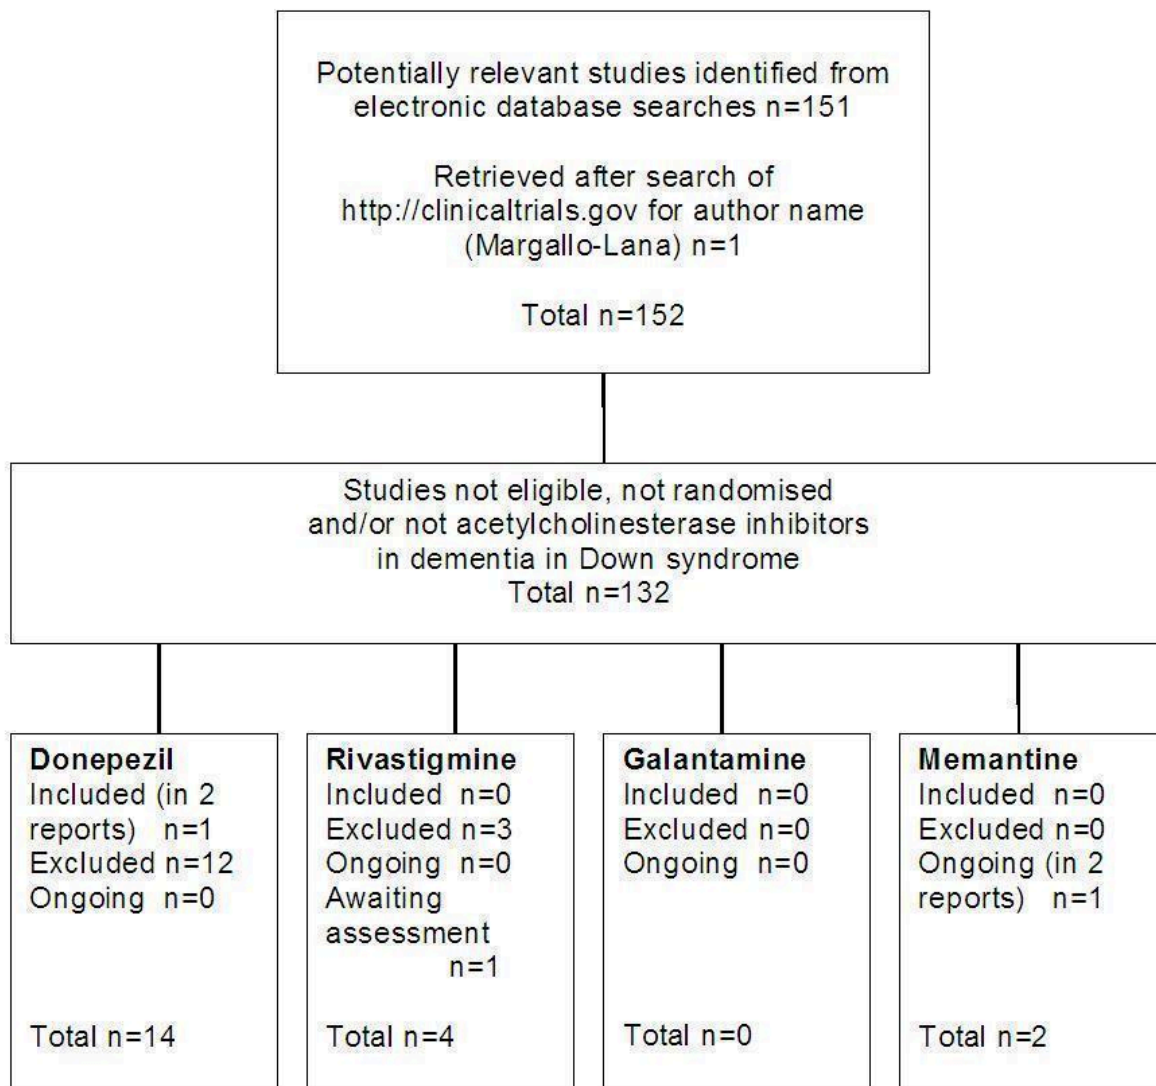 Potentially relevant studies identified from
electronic database searches n=151
Retrieved after search of
http://clinicaltrials.gov for author name
(Margallo-Lana) n=1
Total n=152
Studies not eligible, not randomised
and/or not acetylcholinesterase inhibitors
in dementia in Down syndrome
Total n=132
Donepezil
Included (in 2
reports) n=1
Excluded n=12
Ongoing n=0
Total n=14
Rivastigmine
Included n=0
Excluded n=3
Ongoing n=0
Awaiting
assessment
n=1
Total n=4
Galantamine
Included n=0
Excluded n=0
Ongoing n=0
Total n=0
Memantine
Included n=0
Excluded n=0
Ongoing (in 2
reports) n=1
Total n=2